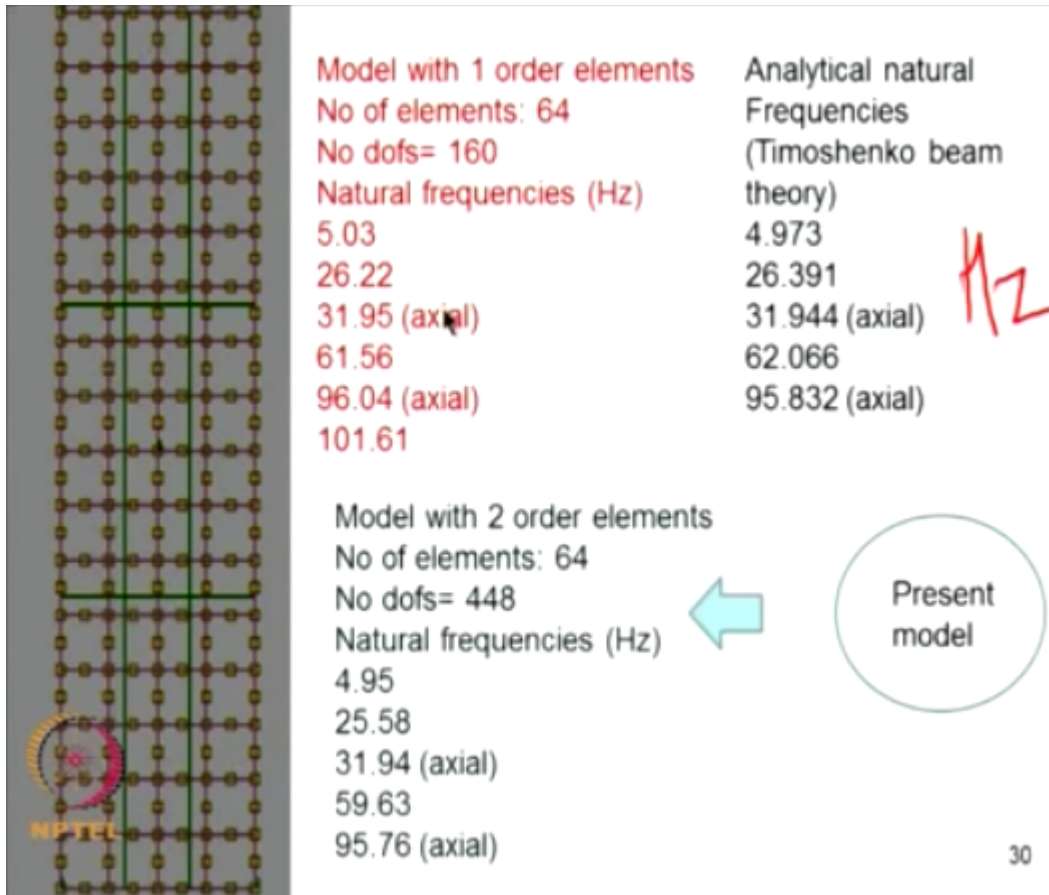 Model with 1 order elements
No of elements: 64
No dofs= 160
Natural frequencies (Hz)
5.03
26.22
31.95 (axial)
61.56
96.04 (axial)
101.61
Analytical natural
Frequencies
(Timoshenko beam
theory)
4.973
26.391
31.944 (axial)
62.066
95.832 (axial)
Hz
Model with 2 order elements
No of elements: 64
No dofs= 448
Natural frequencies (Hz)
4.95
25.58
31.94 (axial)
59.63
95.76 (axial)
Present
model
NPTEL
30